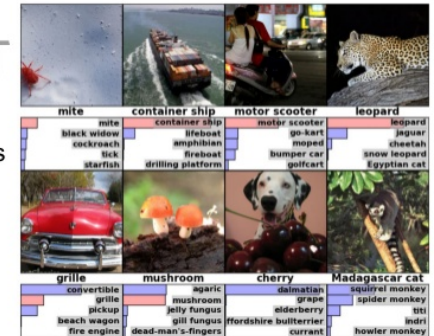 s
mite
container ship
motor scooter
leopard
mite
black widow
cockroach
tick
starfish
container ship
lifeboat
amphibian
fireboat
drilling platform
motor scooter
go-kart
moped
bumper car
golfcart
leopard
jaguar
cheetah
snow leopard
Egyptian cat
grille
mushroom
cherry
Madagascar cat
convertible
grille
pickup
beach wagon
fire engine
agaric
mushroom
jelly fungus
gill fungus
dead-man's-fingers
dalmatian
grape
elderberry
ffordshire bullterrier
currant
squirrel monkey
spider monkey
titi
indri
howler monkey